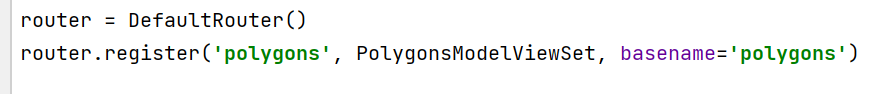 router = DefaultRouter()
router.register('polygons', PolygonsModelViewSet, basename='polygons')